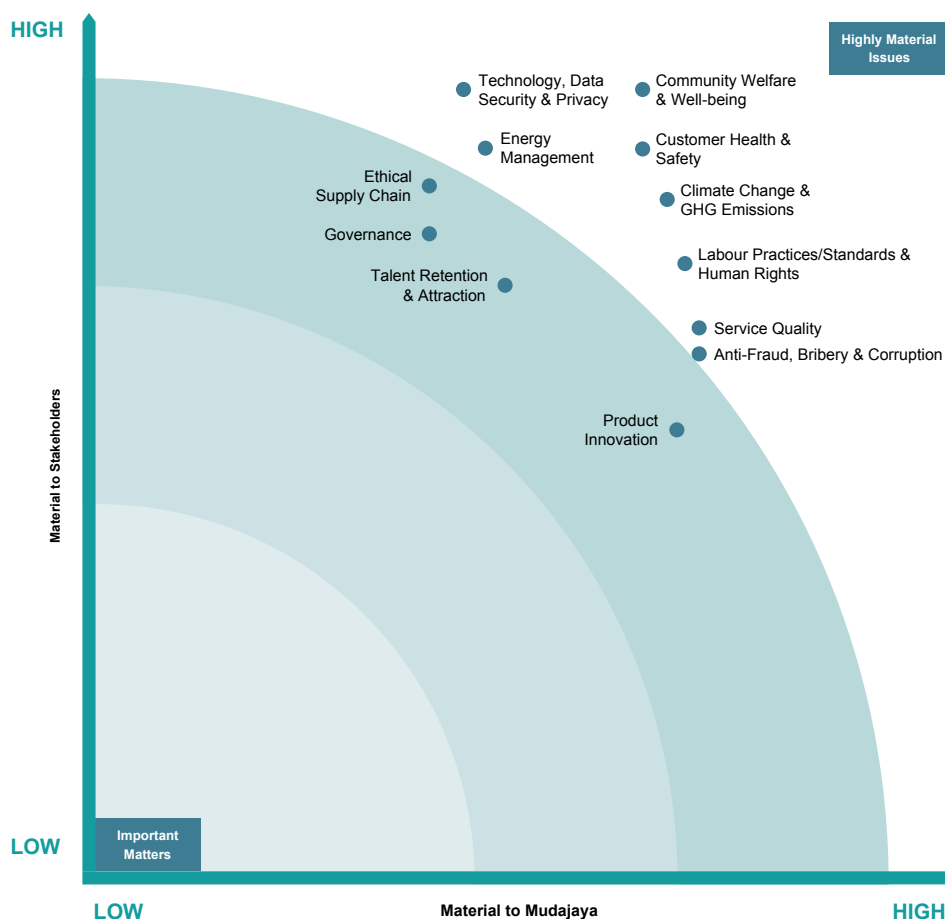 HIGH
Highly Material
Issues
Technology, Data
Security & Privacy
Community Welfare
& Well-being
Energy
Management
Customer Health &
Safety
Ethical
Supply Chain
Climate Change &
GHG Emissions
Governance
Labour Practices/Standards &
Human Rights
Talent Retention
& Attraction
Service Quality
Anti-Fraud, Bribery & Corruption
Product
Innovation
Material to Stakeholders
Important
Matters
LOW
LOW
Material to Mudajaya
HIGH